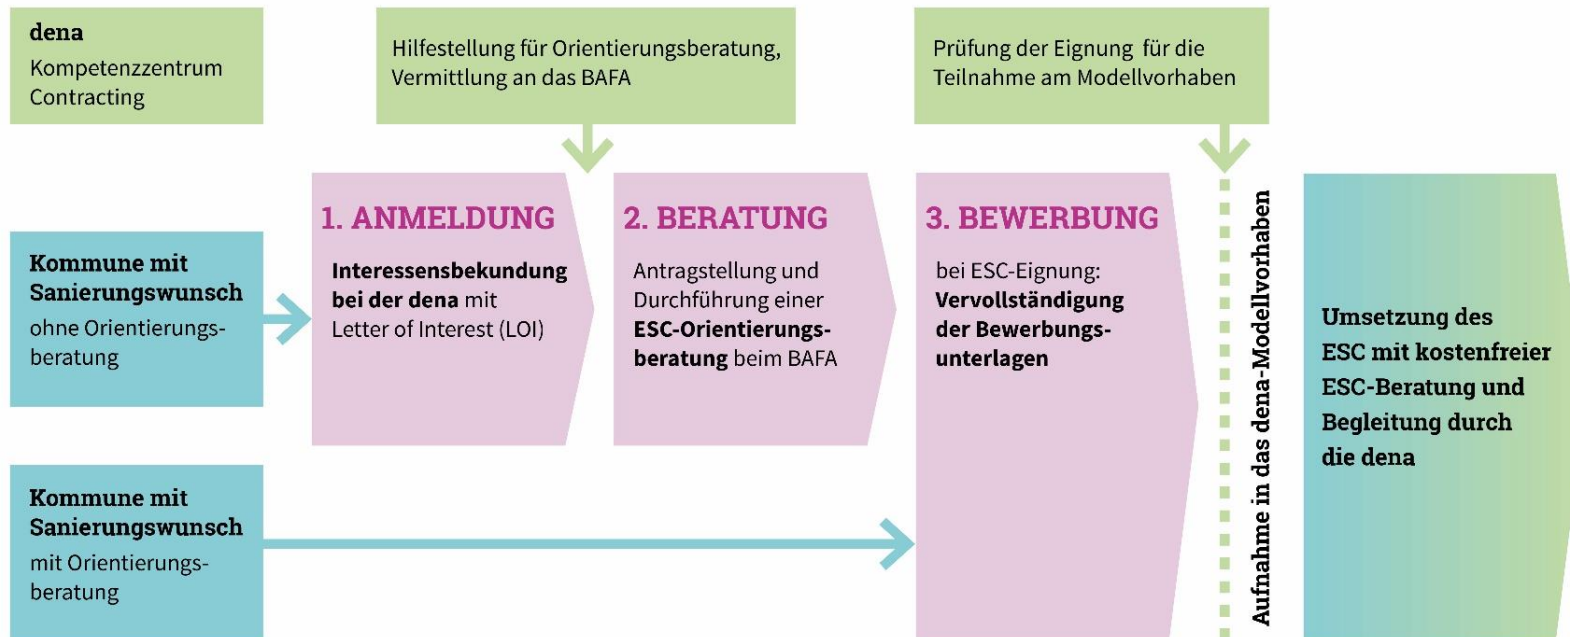 dena
Kompetenzzentrum
Contracting
Hilfestellung für Orientierungsberatung,
Vermittlung an das BAFA
Prüfung der Eignung für die
Teilnahme am Modellvorhaben
Kommune mit
Sanierungswunsch
ohne Orientierungs-
beratung
1. ANMELDUNG
Interessensbekundung
bei der dena mit
Letter of Interest (LOI)
2. BERATUNG
Antragstellung und
Durchführung einer
ESC-Orientierungs-
beratung beim BAFA
3. BEWERBUNG
bei ESC-Eignung:
Vervollständigung
der Bewerbungs-
unterlagen
Aufnahme in das dena-Modellvorhaben
Umsetzung des
ESC mit kostenfreier
ESC-Beratung und
Begleitung durch
die dena
Kommune mit
Sanierungswunsch
mit Orientierungs-
beratung